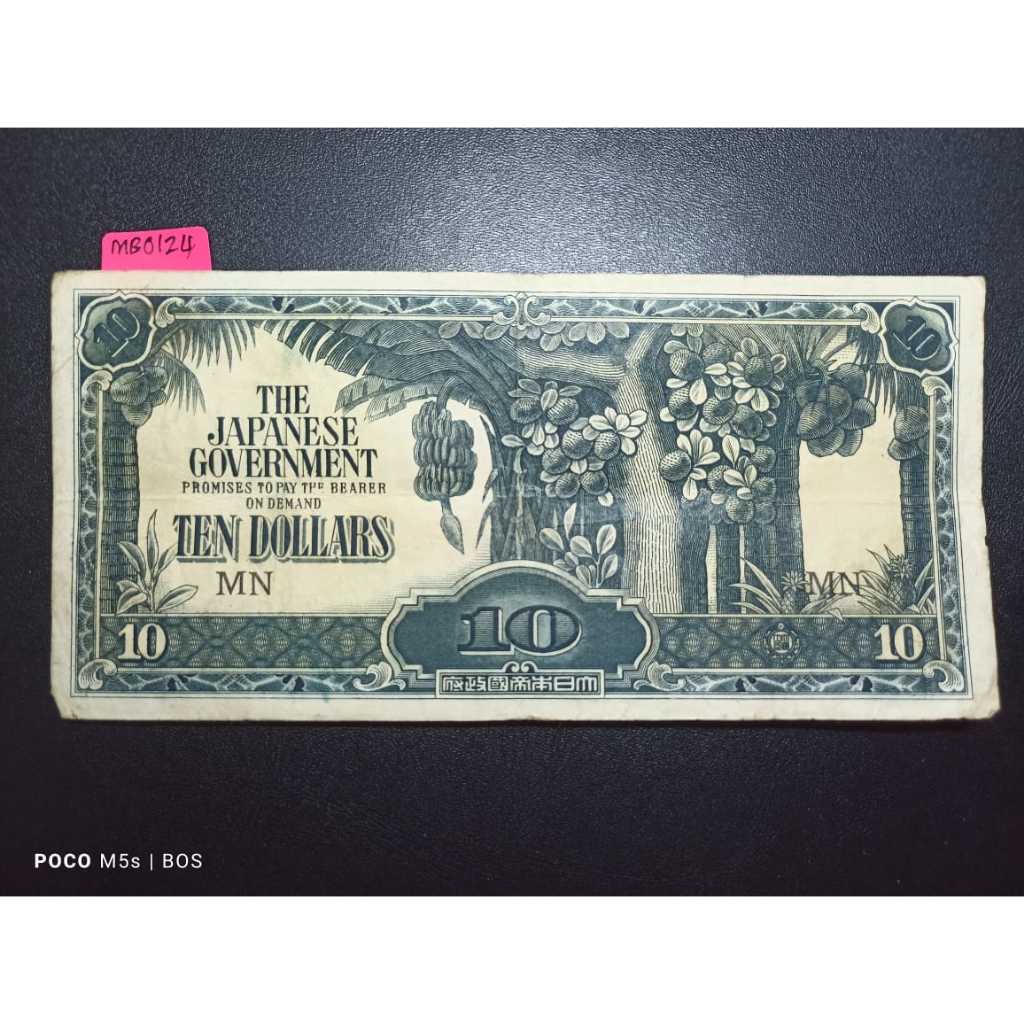 MB0124
10 10
THE
JAPANESE
GOVERNMENT
PROMISES TO PAY THE BEARER
ON DEMAND
TEN DOLLARS
MN MN
10 10 10
府政國帝本日大
POCO M5s | BOS